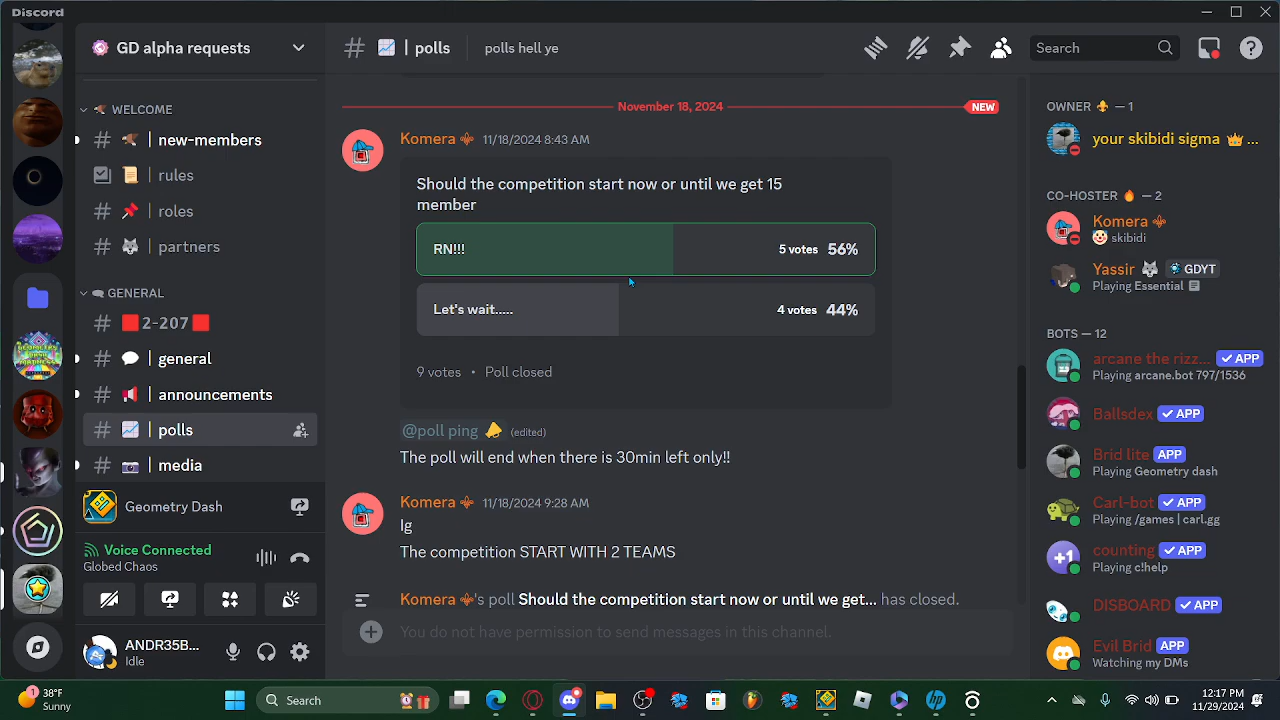 Discord
GD alpha requests
# | polls
polls hell ye
Search
WELCOME
# | new-members
| rules
# | roles
# | partners
GENERAL
# 2-207
# | general
# | announcements
# | polls
# | media
Geometry Dash
Voice Connected
Globed Chaos
ANDR35B...
Idle
November 18, 2024
NEW
Komera 11/18/2024 8:43 AM
Should the competition start now or until we get 15
member
RN!!!
5 votes 56%
Let's wait.....
4 votes 44%
9 votes • Poll closed
@poll ping (edited)
The poll will end when there is 30min left only!!
Komera 11/18/2024 9:28 AM
Ig
The competition START WITH 2 TEAMS
Komera 's poll Should the competition start now or until we get... has closed.
You do not have permission to send messages in this channel.
OWNER — 1
your skibidi sigma ...
CO-HOSTER — 2
Komera
skibidi
Yassir GDYT
Playing Essential
BOTS — 12
arcane the rizz... ✓ APP
Playing arcane.bot 797/1536
Ballsdex ✓ APP
Brid lite APP
Playing Geometry dash
Carl-bot ✓ APP
Playing /games | carl.gg
+1
counting ✓ APP
Playing c!help
DISBOARD ✓ APP
Evil Brid APP
Watching my DMs
1
38°F
Sunny
Search
12:17 PM
11/29/2024